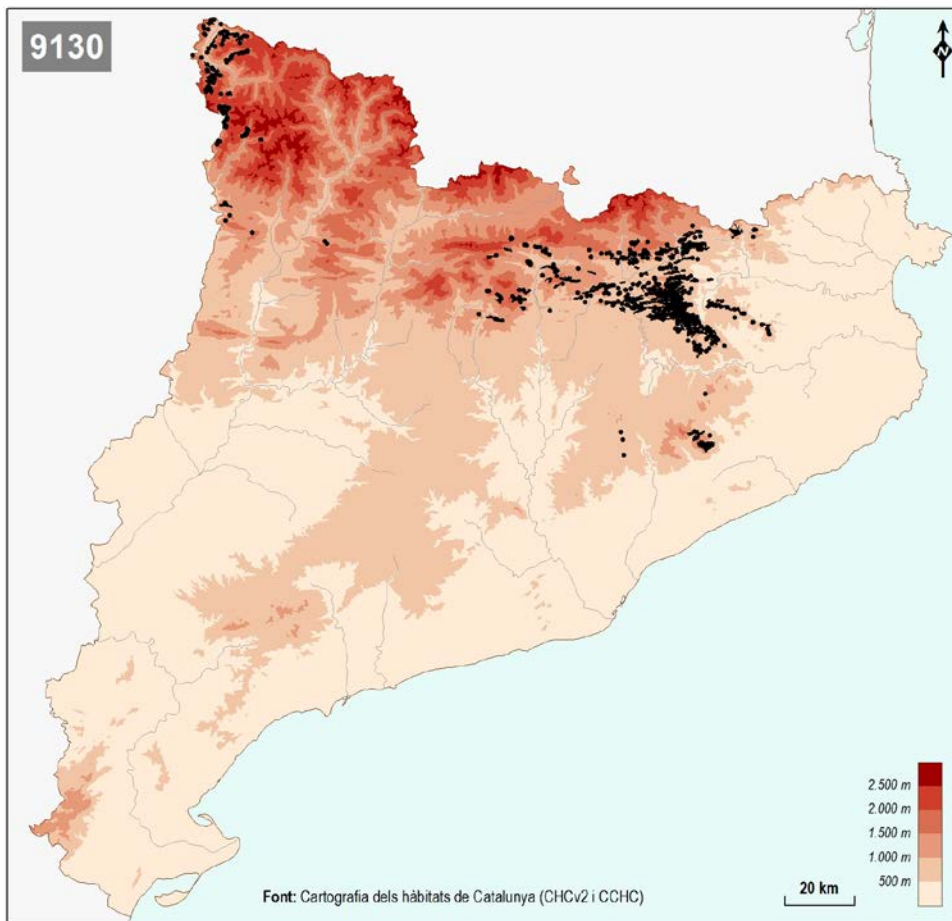 9130
N
2.500 m
2.000 m
1.500 m
1.000 m
500 m
Font: Cartografia dels hàbitats de Catalunya (CHCv2 i CCHC)
20 km